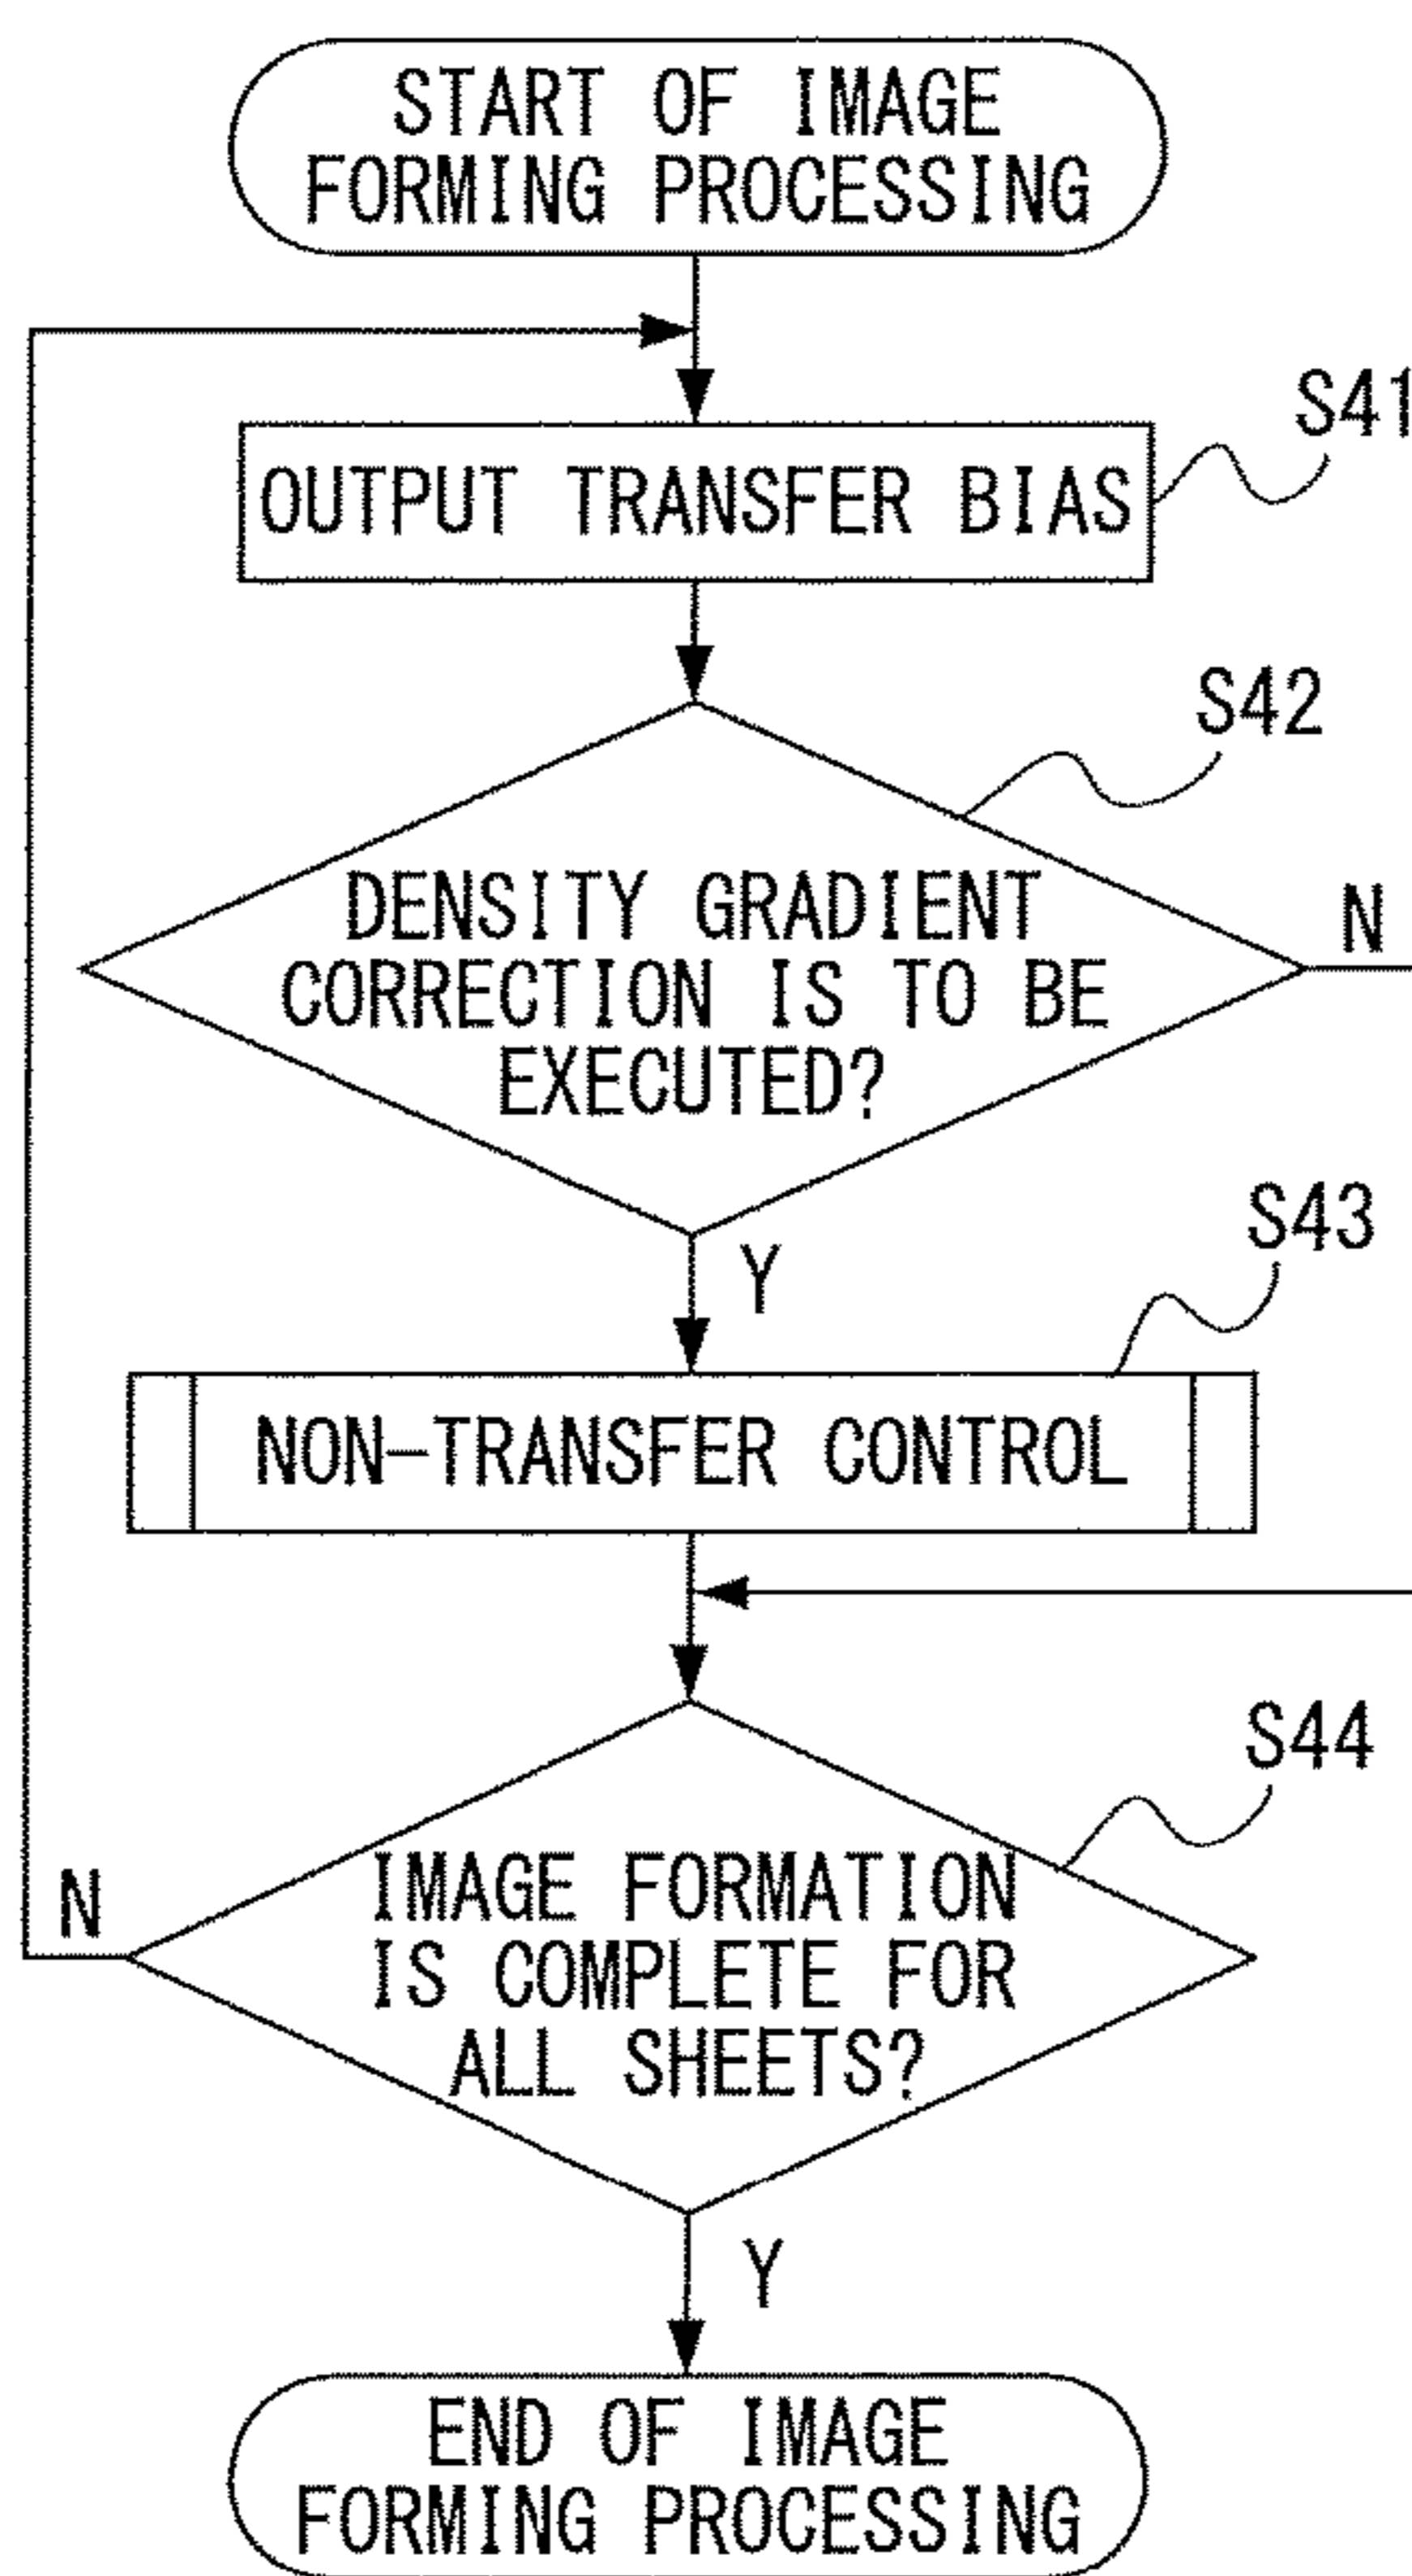 START OF IMAGE
FORMING PROCESSING
S41
OUTPUT TRANSFER BIAS
S42
DENSITY GRADIENT
CORRECTION IS TO BE
EXECUTED?
N
Y
S43
NON-TRANSFER CONTROL
S44
IMAGE FORMATION
IS COMPLETE FOR
ALL SHEETS?
N
Y
END OF IMAGE
FORMING PROCESSING